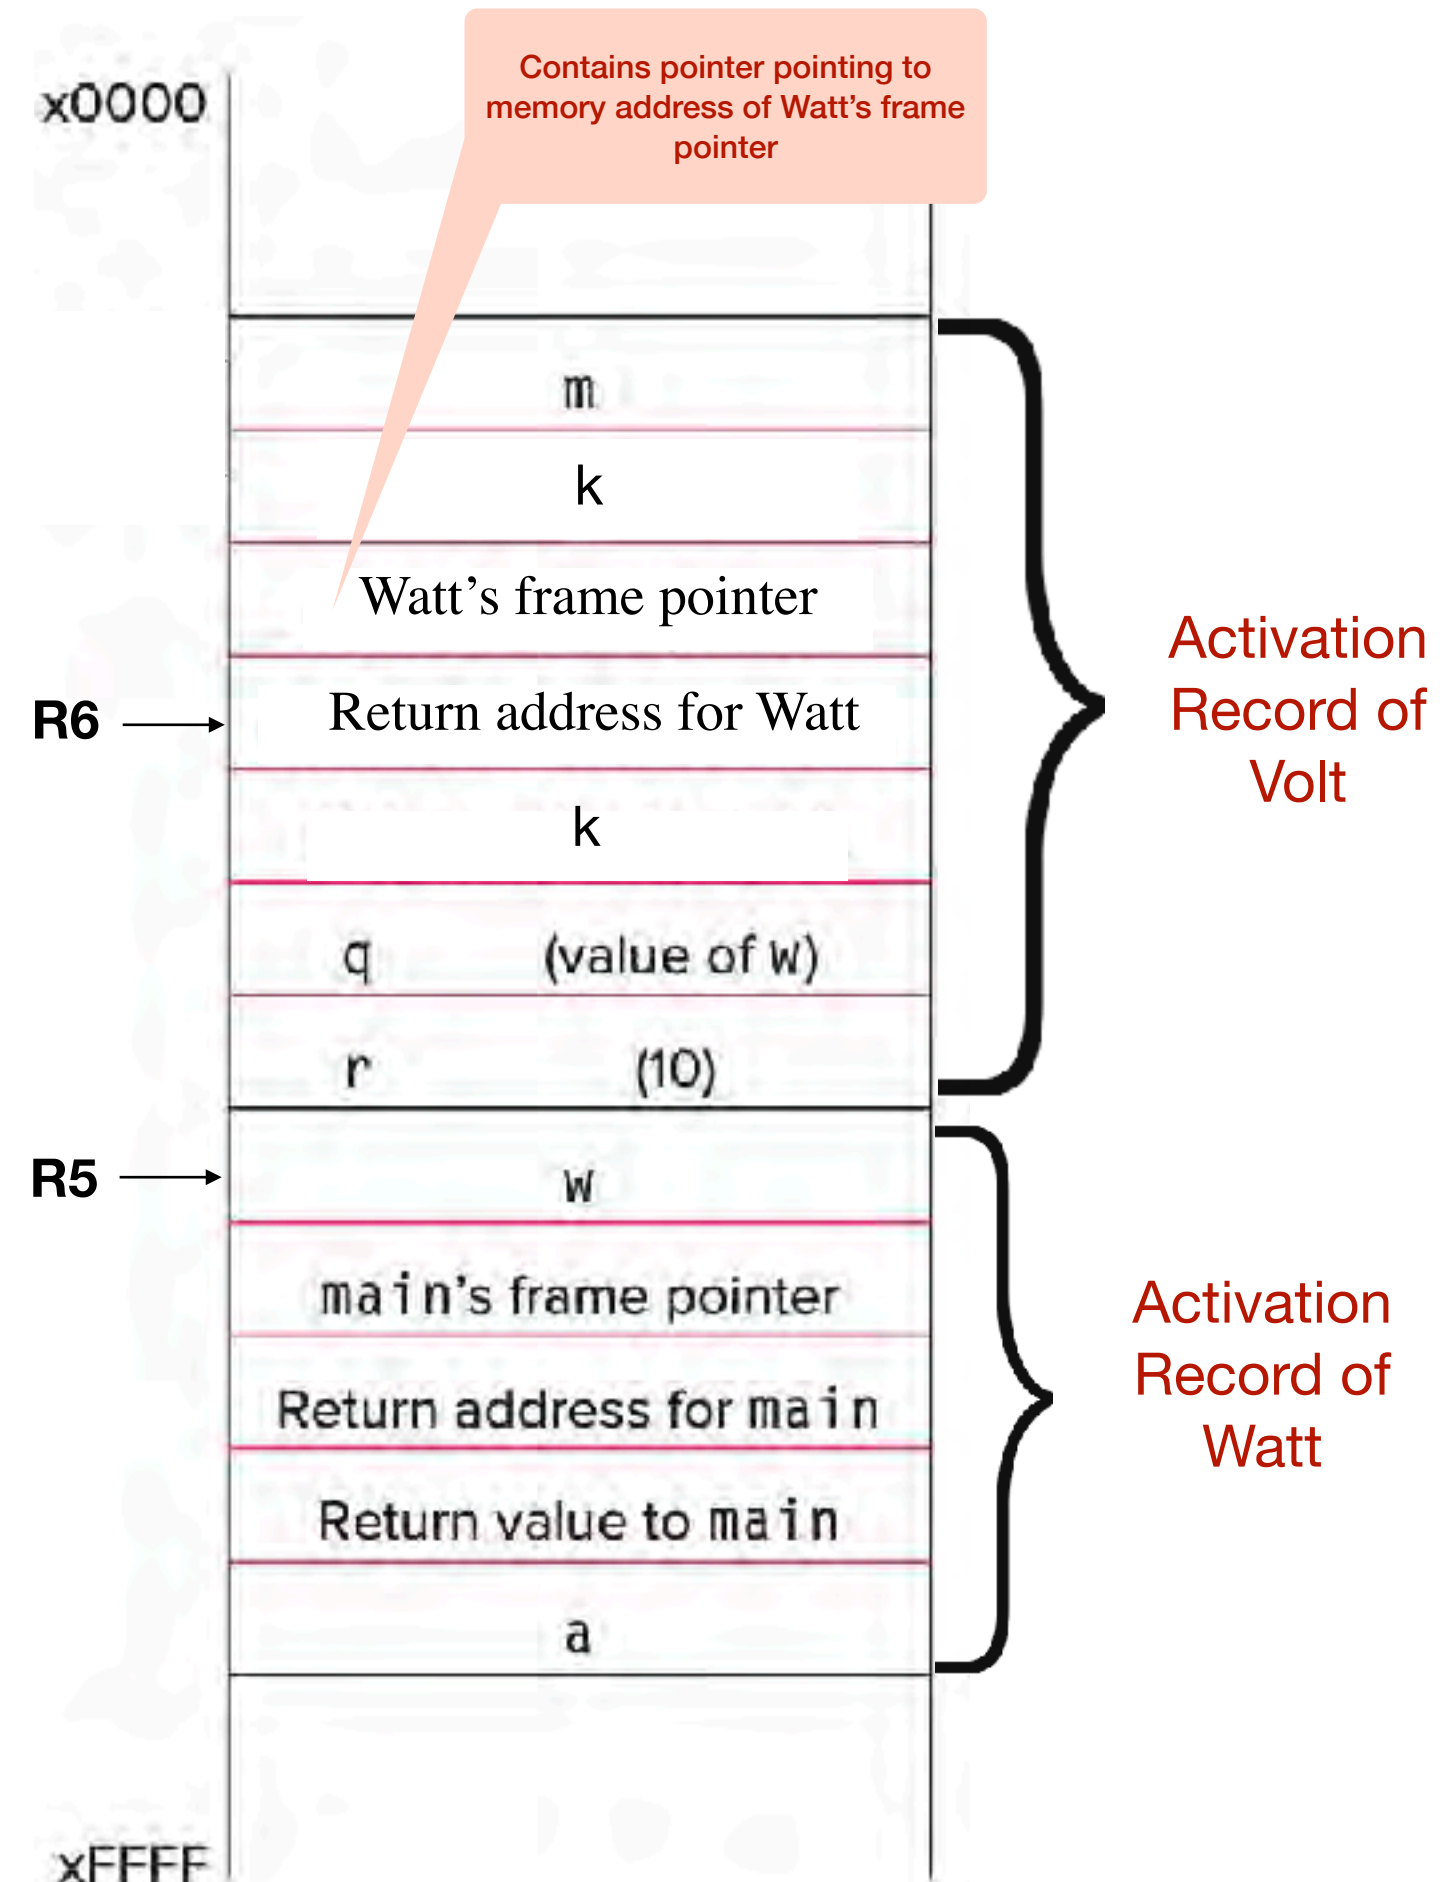 x0000
Contains pointer pointing to
memory address of Watt's frame
pointer
m
k
Watt's frame pointer
R6
Return address for Watt
k
q (value of w)
r (10)
Activation
Record of
Volt
R5
w
main's frame pointer
Return address for main
Return value to main
a
Activation
Record of
Watt
xFFFF